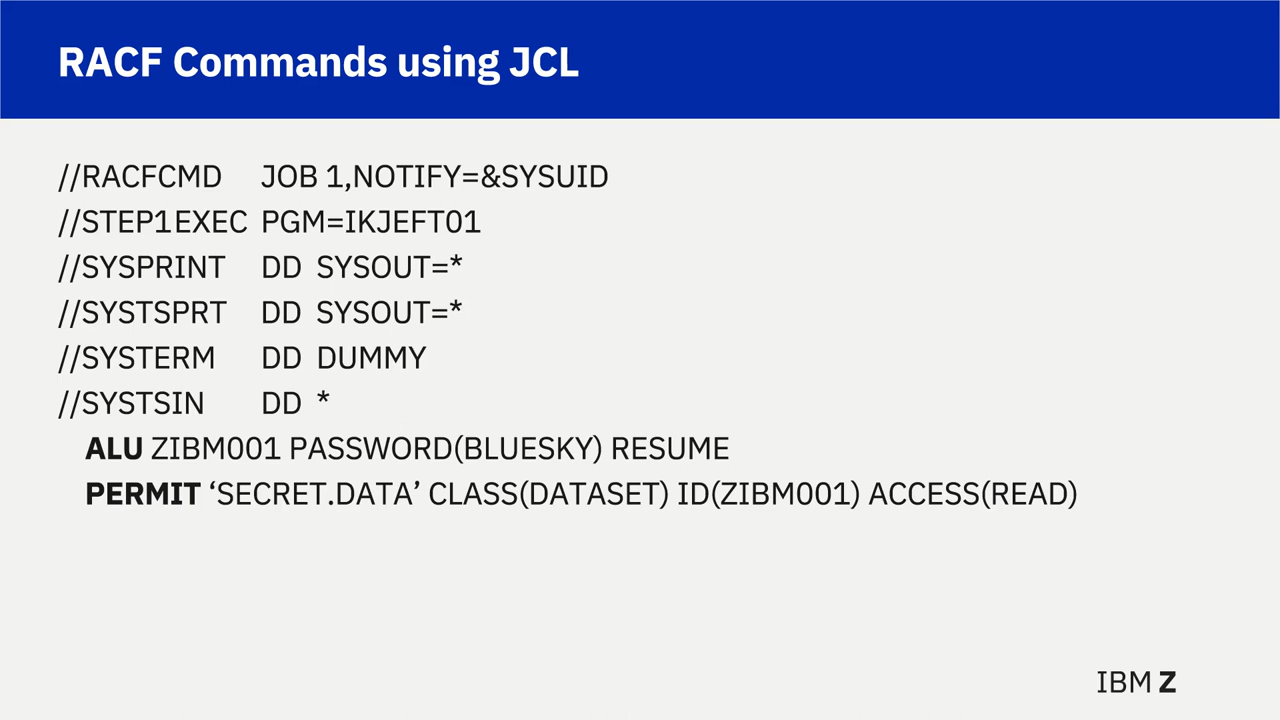 RACF Commands using JCL
//RACFCMD JOB 1,NOTIFY=&SYSUID
//STEP1EXEC PGM=IKJEFT01
//SYSPRINT DD SYSOUT=*
//SYSTSPRT DD SYSOUT=*
//SYSTERM DD DUMMY
//SYSTSIN DD *
ALU ZIBM001 PASSWORD(BLUESKY) RESUME
PERMIT ‘SECRET.DATA’ CLASS(DATASET) ID(ZIBM001) ACCESS(READ)
IBM Z